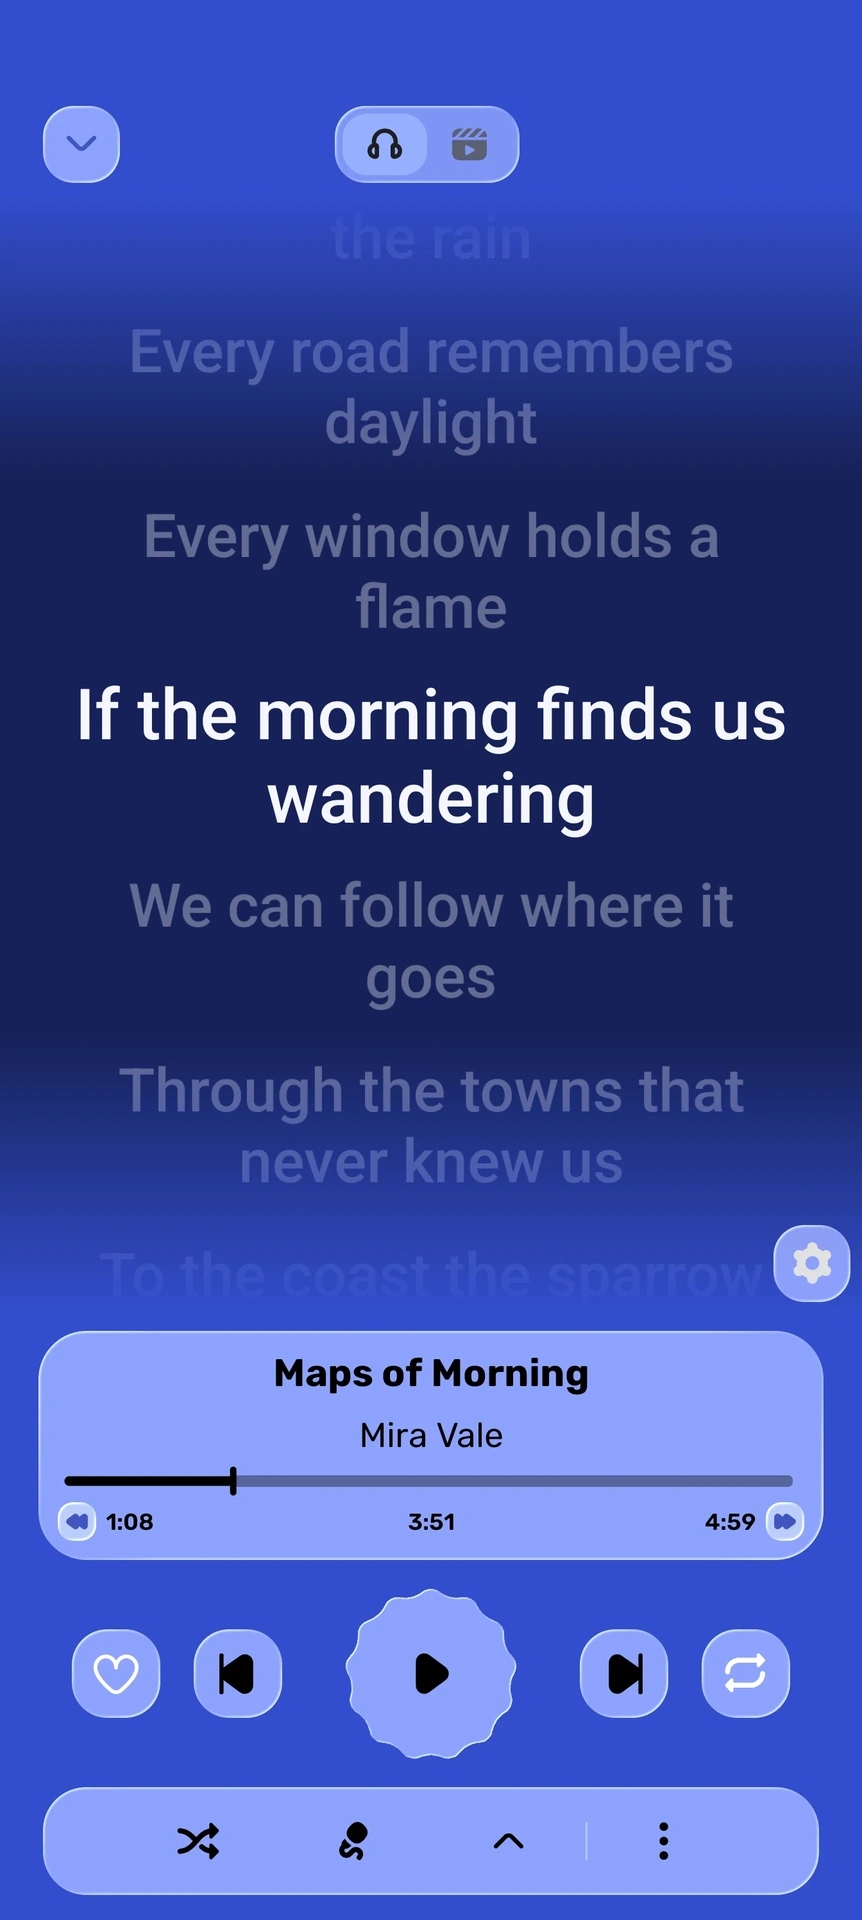 the rain
Every road remembers
daylight
Every window holds a
flame
If the morning finds us
wandering
We can follow where it
goes
Through the towns that
never knew us
To the coast the sparrow
Maps of Morning
Mira Vale
1:08 3:51 4:59